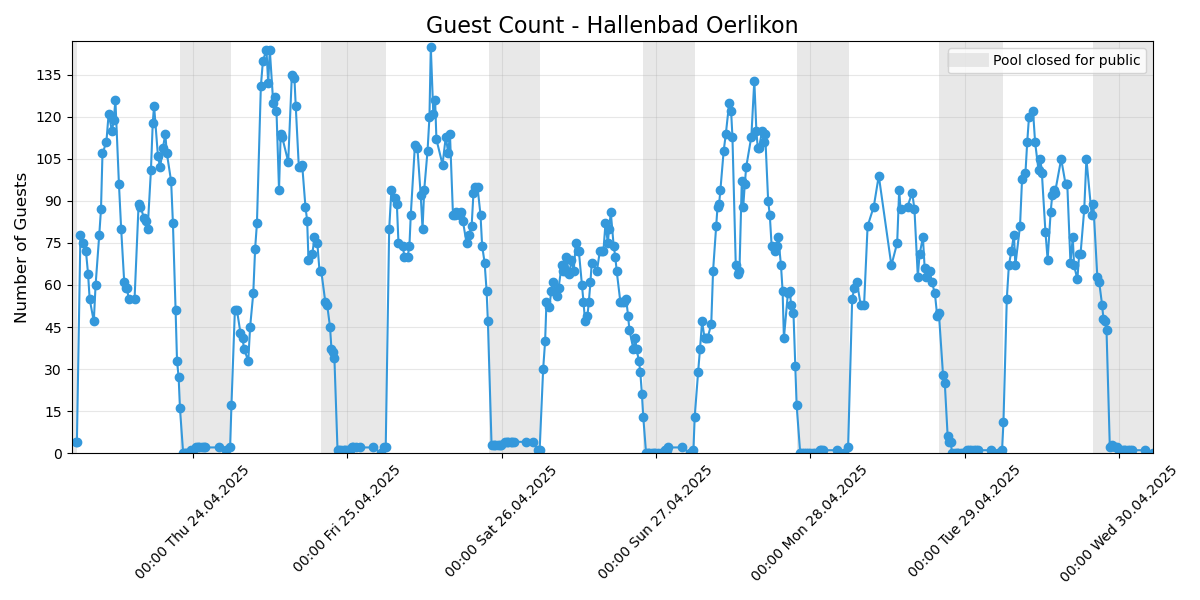 Guest Count - Hallenbad Oerlikon
Pool closed for public
Number of Guests
135
120
105
90
75
60
45
30
15
0
00:00 Thu 24.04.2025
00:00 Fri 25.04.2025
00:00 Sat 26.04.2025
00:00 Sun 27.04.2025
00:00 Mon 28.04.2025
00:00 Tue 29.04.2025
00:00 Wed 30.04.2025